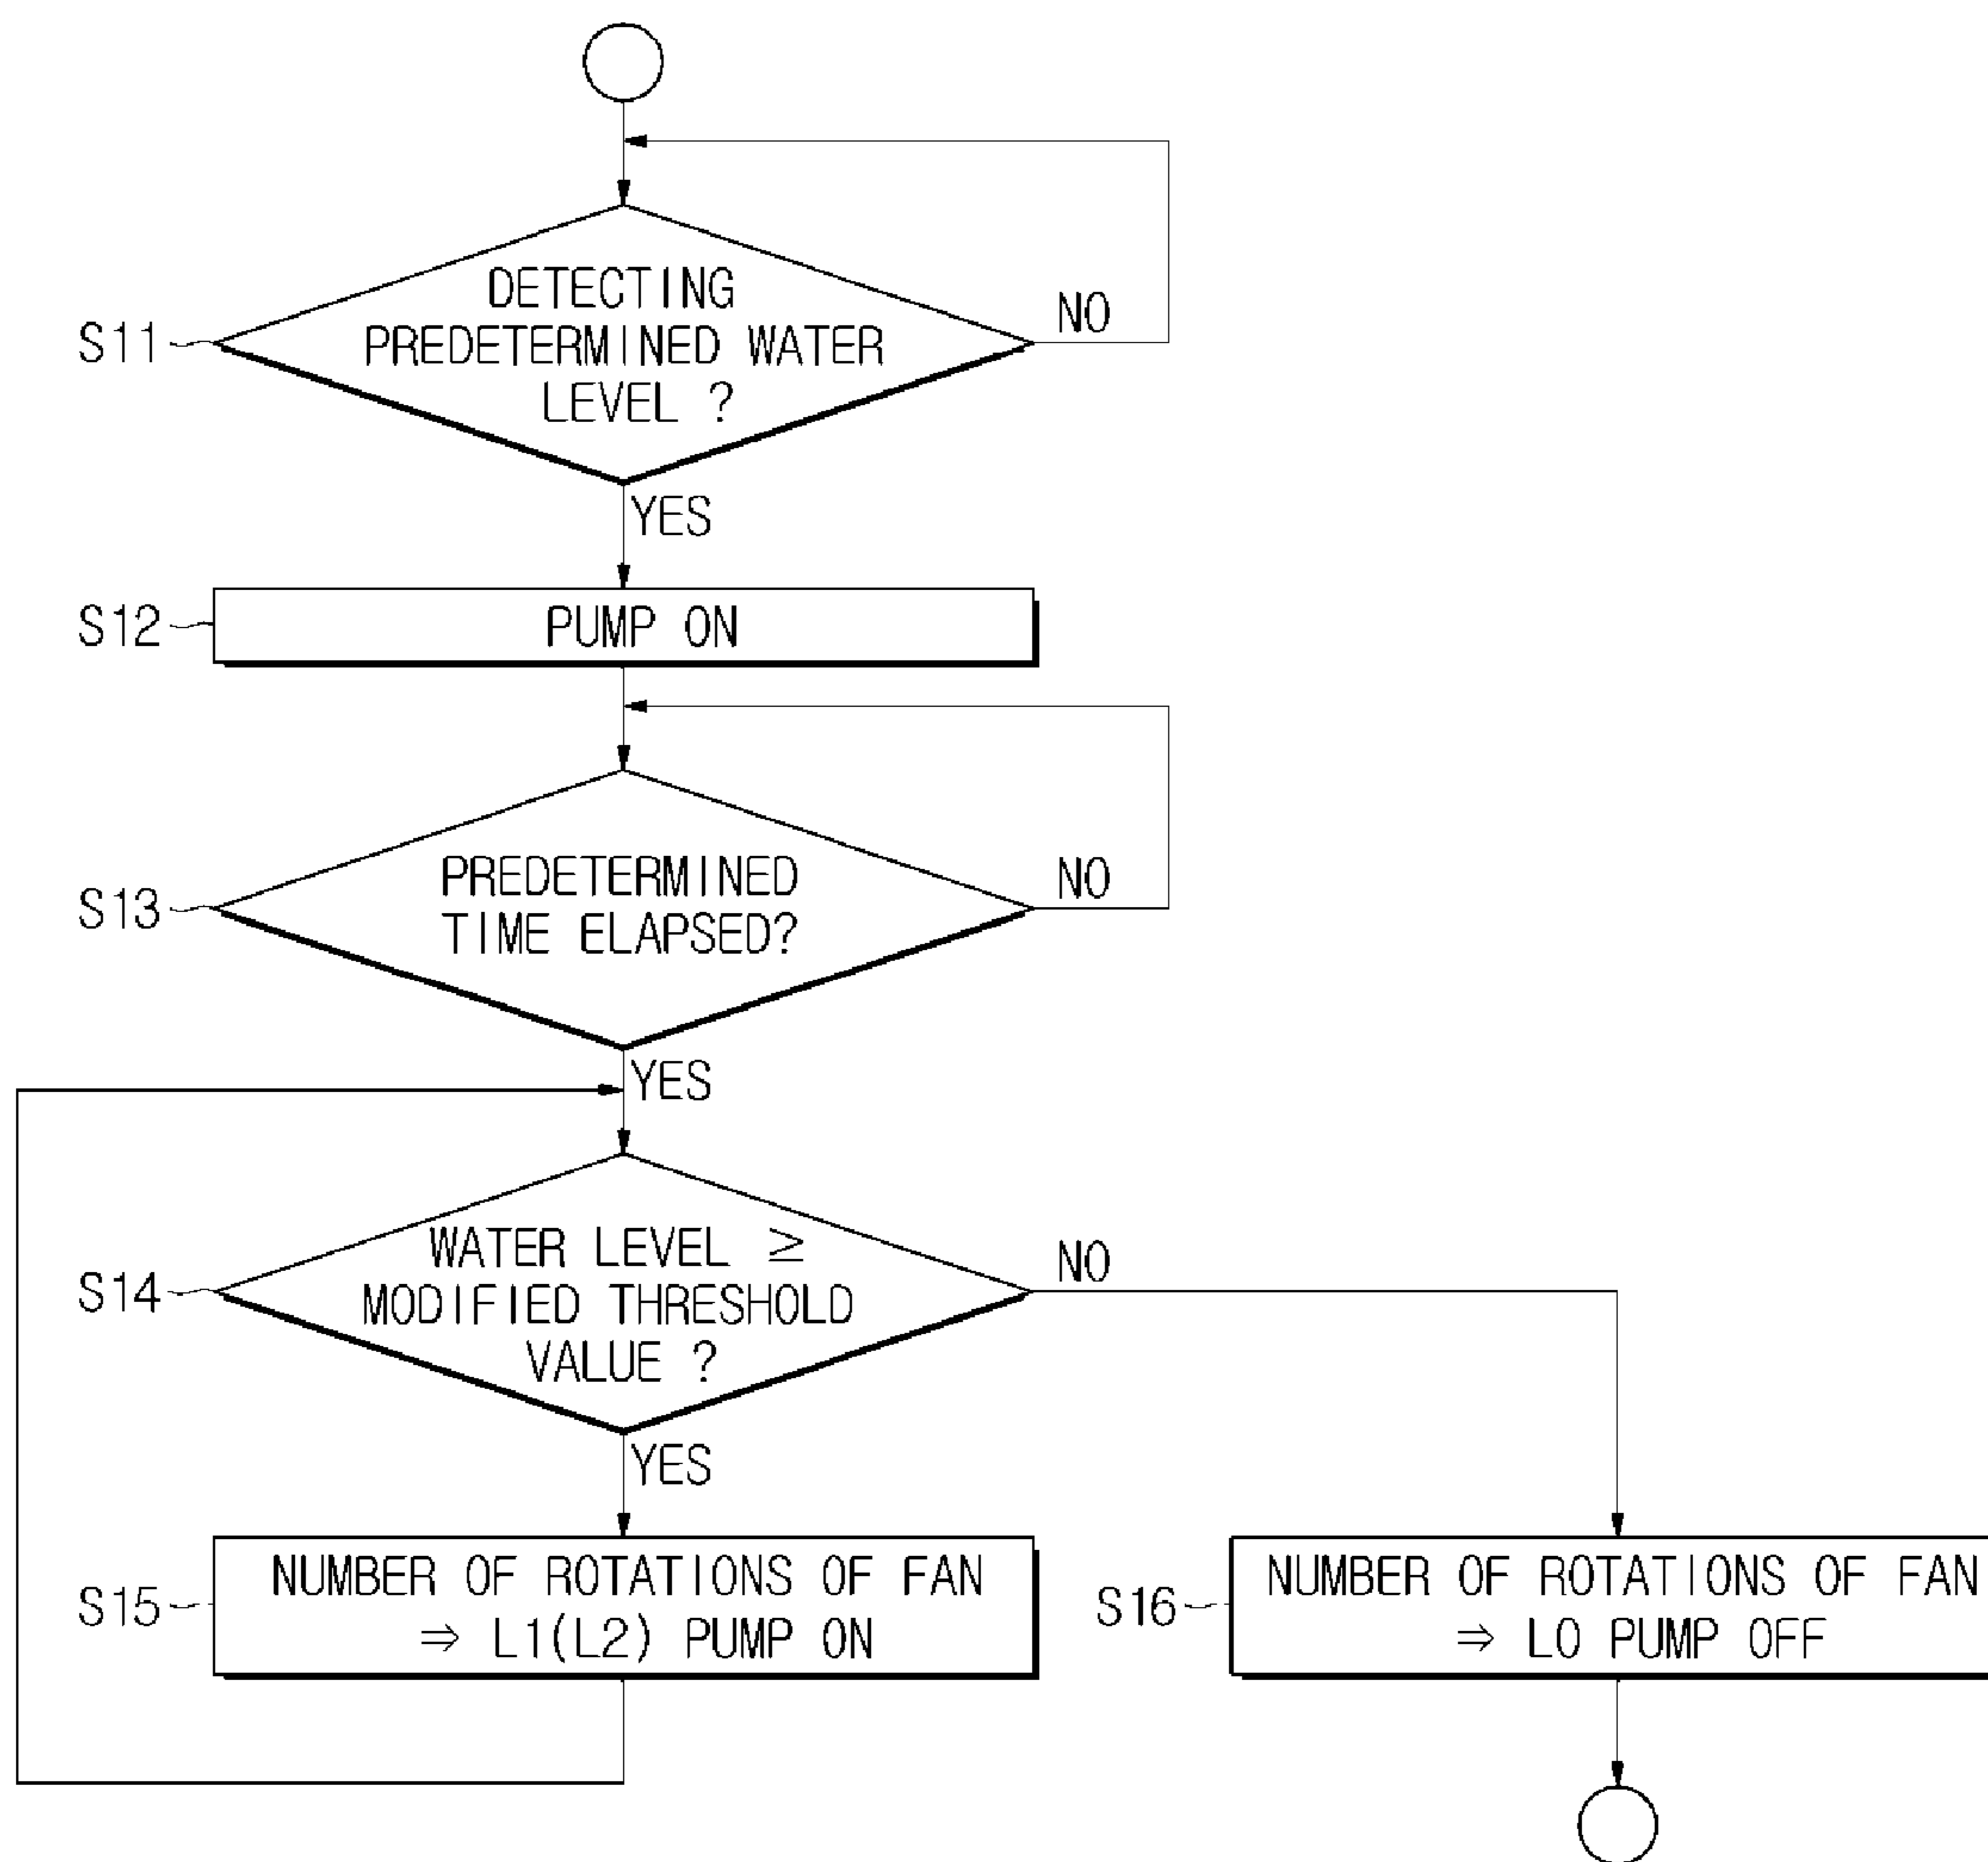 DETECTING
PREDETERMINED WATER
LEVEL ?
S11
NO
YES
S12
PUMP ON
PREDETERMINED
TIME ELAPSED?
S13
NO
YES
WATER LEVEL ≥
MODIFIED THRESHOLD
VALUE ?
S14
NO
YES
NUMBER OF ROTATIONS OF FAN
⇒ L1(L2) PUMP ON
S15
NUMBER OF ROTATIONS OF FAN
⇒ L0 PUMP OFF
S16